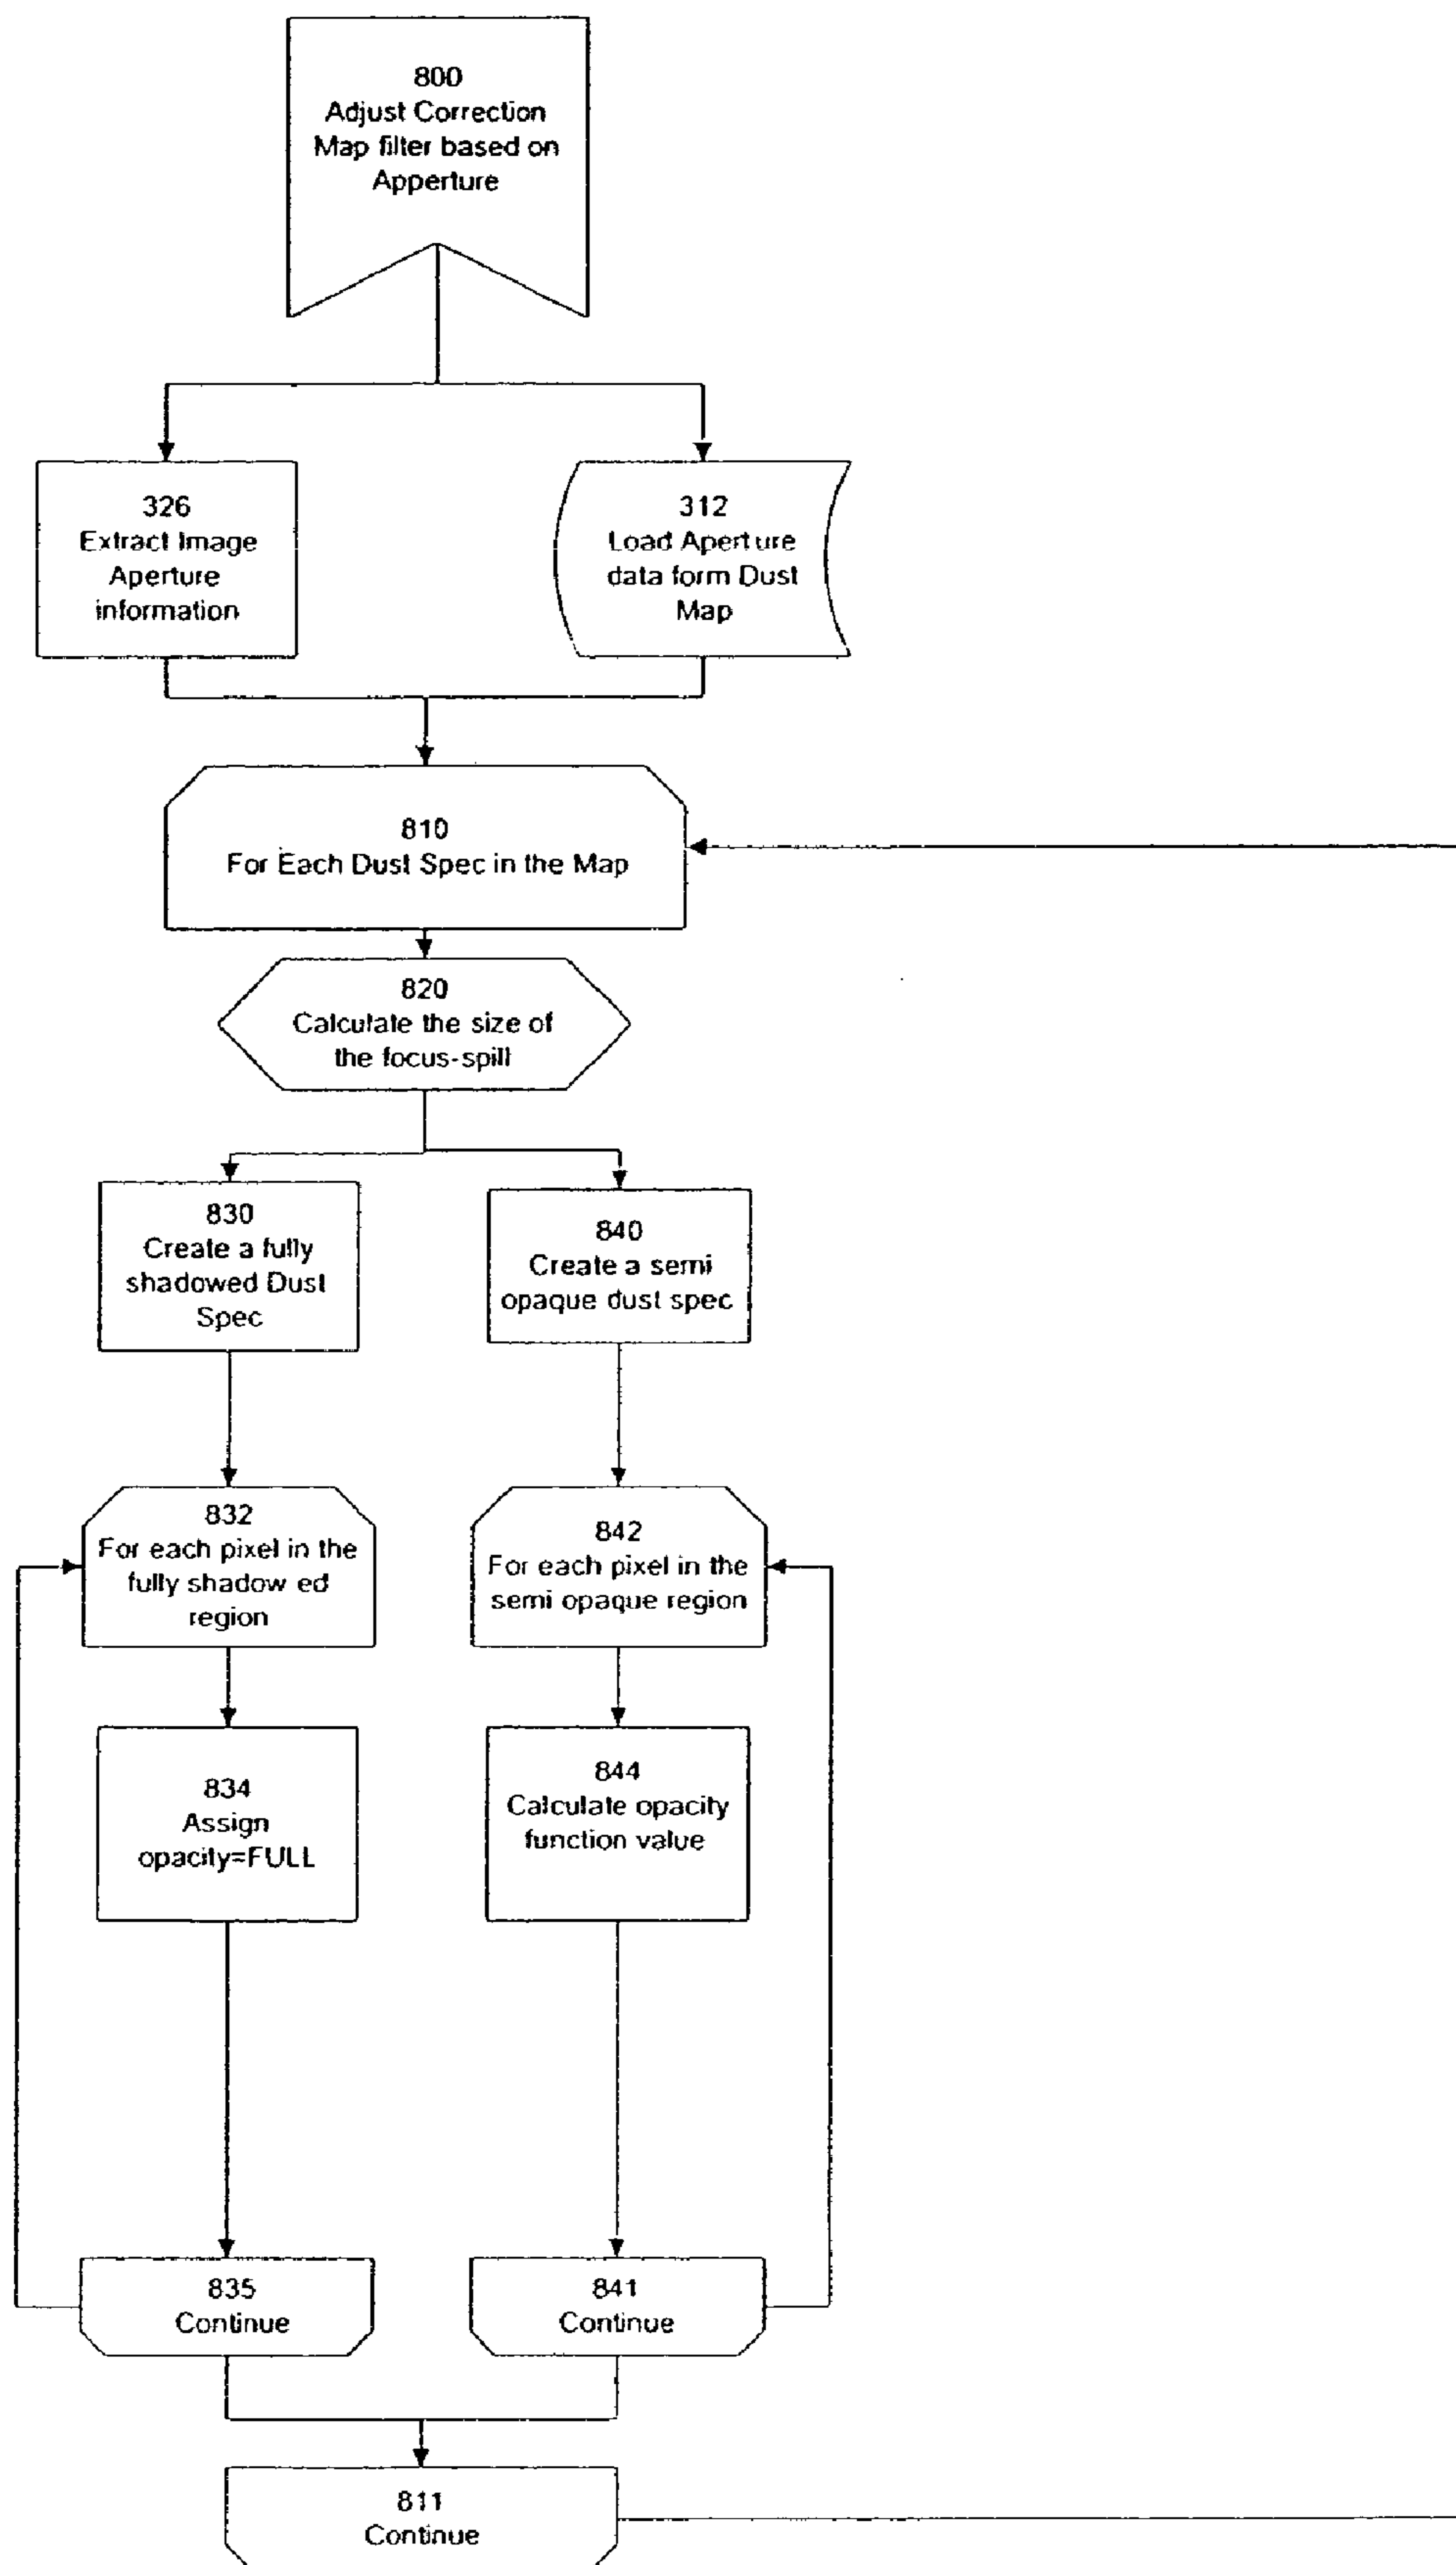 800
Adjust Correction
Map filter based on
Apperture
326
Extract Image
Aperture
information
312
Load Aperture
data form Dust
Map
810
For Each Dust Spec in the Map
820
Calculate the size of
the focus-spill
830
Create a fully
shadowed Dust
Spec
840
Create a semi
opaque dust spec
832
For each pixel in the
fully shadow ed
region
842
For each pixel in the
semi opaque region
834
Assign
opacity=FULL
844
Calculate opacity
function value
835
Continue
841
Continue
811
Continue